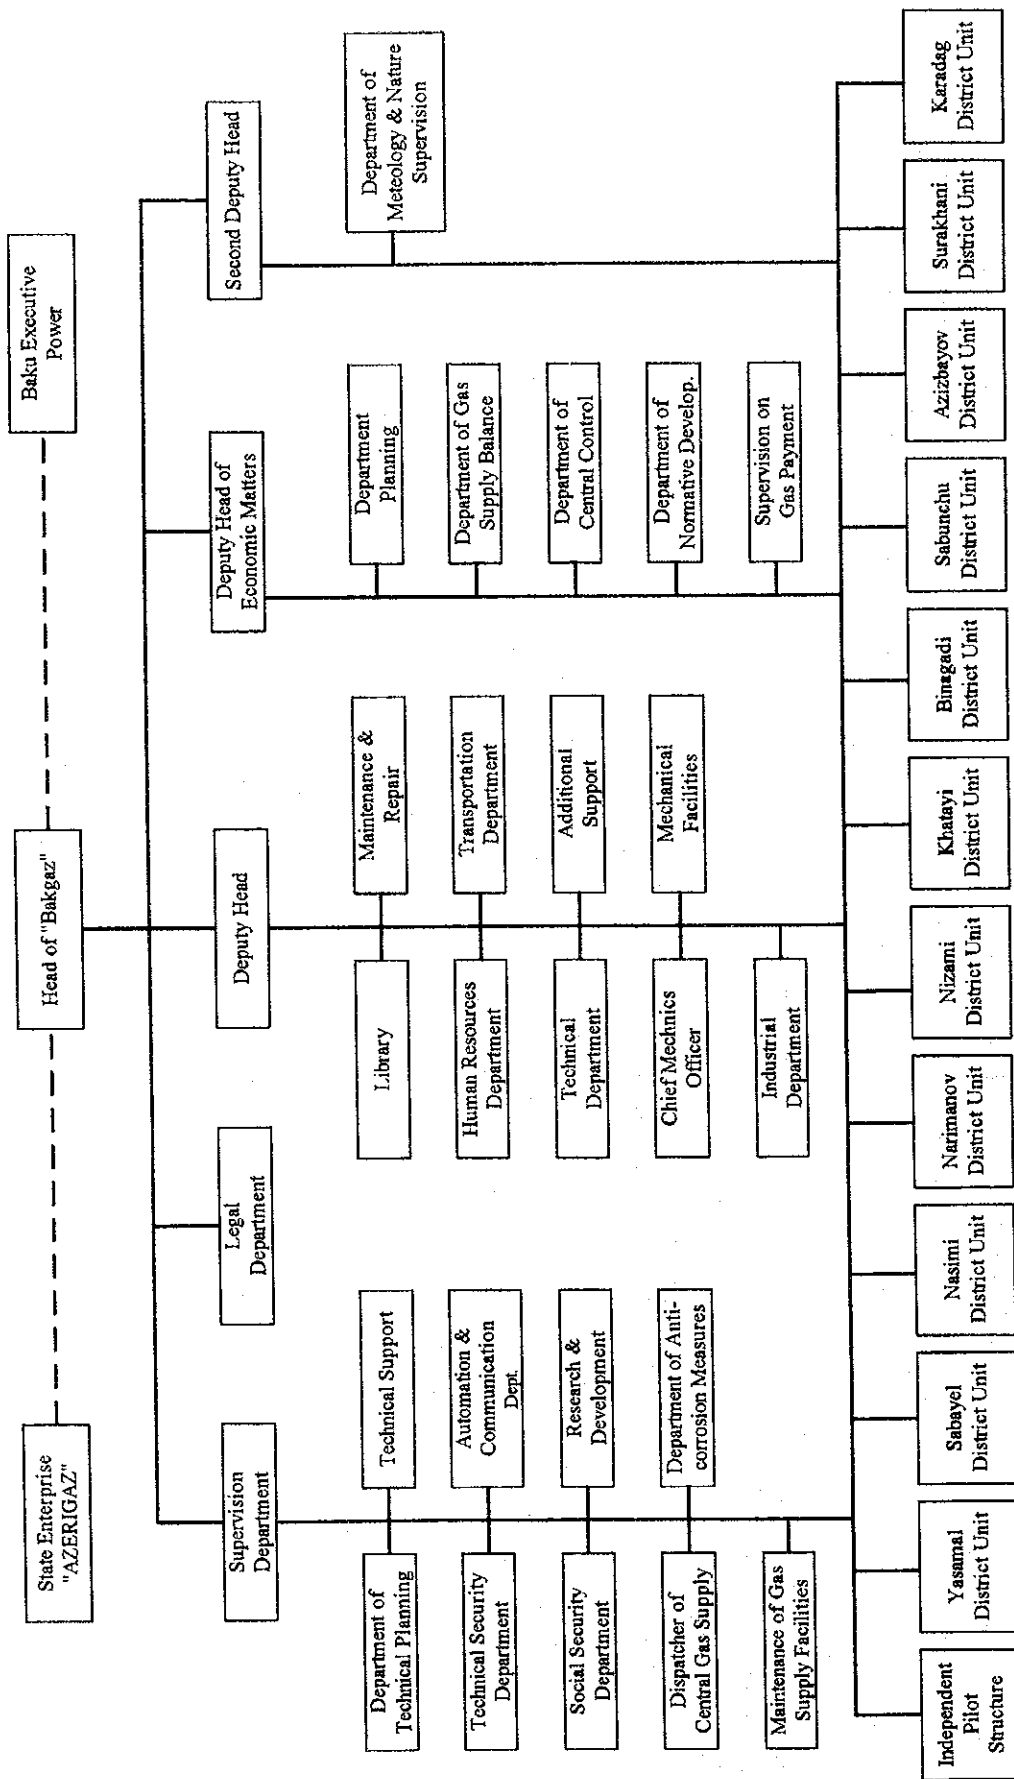 State Enterprise
"AZERIGAZ"
Head of "Bakgaz"
Baku Executive
Power
Supervision
Department
Legal
Department
Deputy Head
Deputy Head of
Economic Matters
Second Deputy Head
Department of
Technical Planning
Technical Support
Technical Security
Department
Automation &
Communication
Dept.
Social Security
Department
Research &
Development
Dispatcher of
Central Gas Supply
Department of Anti-
corrosion Measures
Maintenance of Gas
Supply Facilities
Library
Maintenance &
Repair
Human Resources
Department
Transportation
Department
Technical
Department
Additional
Support
Chief Mechnics
Officer
Mechanical
Facilities
Industrial
Department
Department
Planning
Department of Gas
Supply Balance
Department of
Central Control
Department of
Normative Develop.
Supervision on
Gas Payment
Department of
Meteology & Nature
Supervision
Independent
Pilot
Structure
Yasamal
District Unit
Sabayel
District Unit
Nasimi
District Unit
Narimanov
District Unit
Nizami
District Unit
Khatayi
District Unit
Binagadi
District Unit
Sabunchu
District Unit
Azizbayov
District Unit
Surakhani
District Unit
Karadag
District Unit